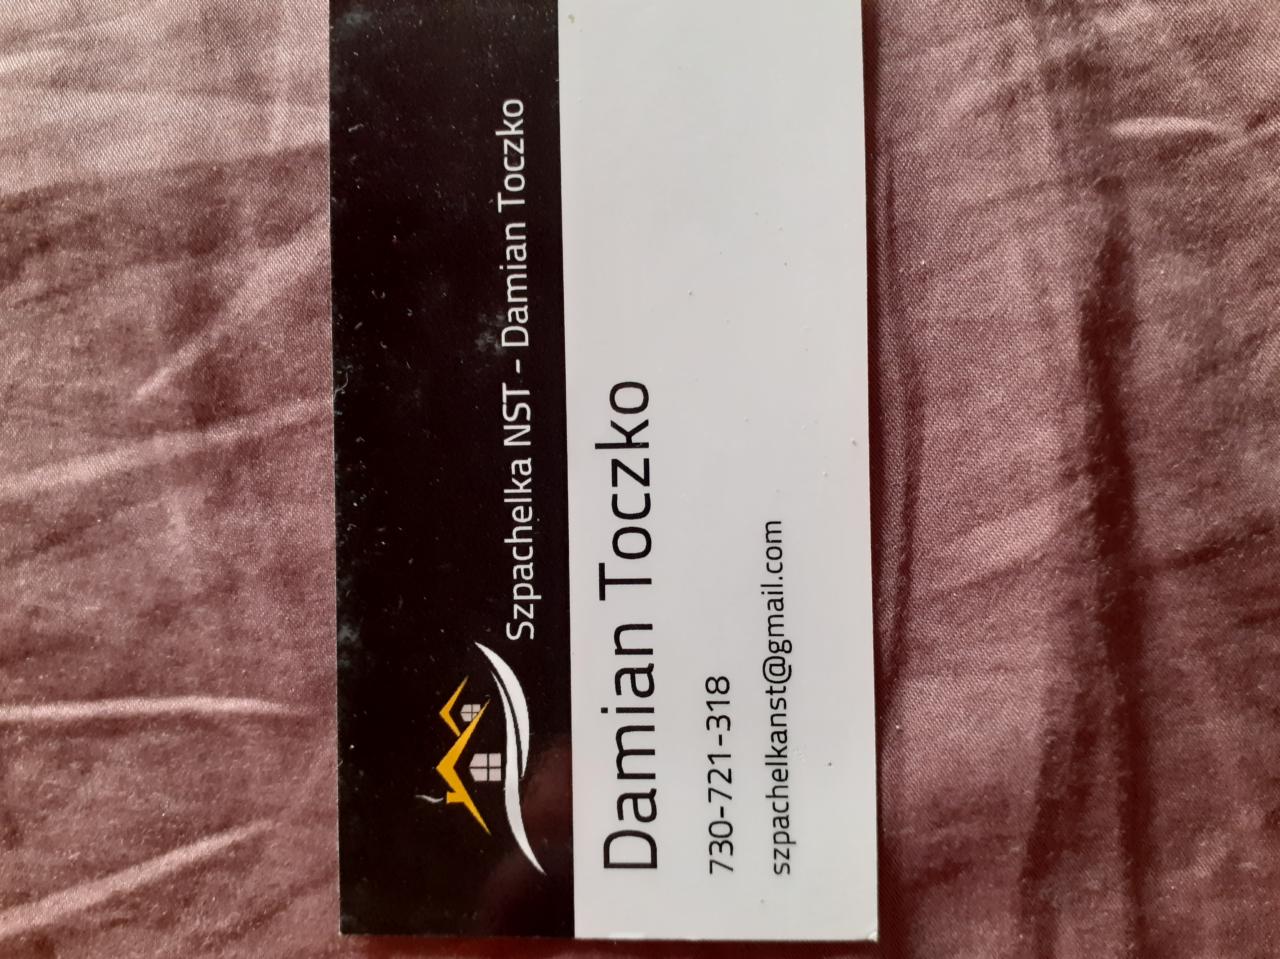 Szpachelka NST - Damian Toczko
Damian Toczko
730-721-318
szpachelkanst@gmail.com